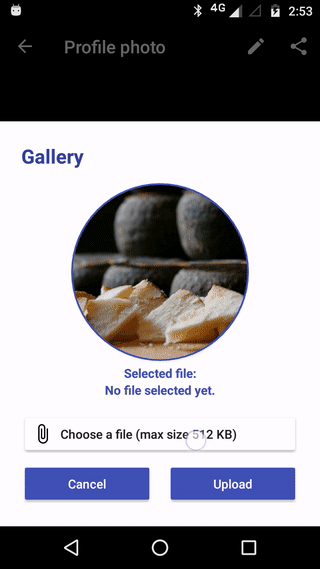 4G 2:53
Profile photo
Gallery
Selected file:
No file selected yet.
Choose a file (max size 512 KB)
Cancel Upload